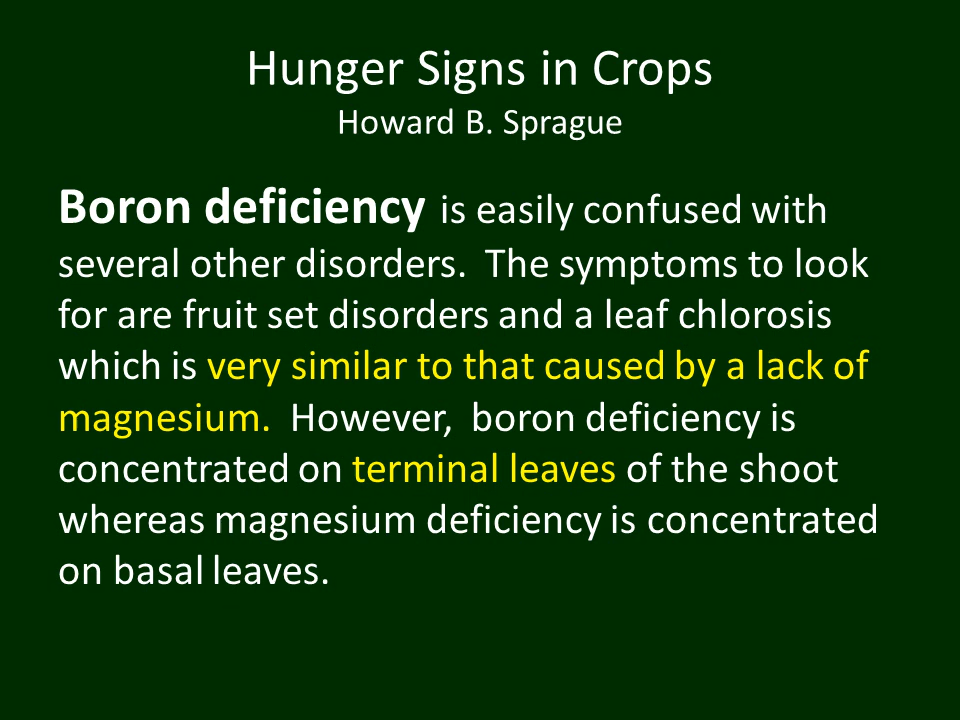 Hunger Signs in Crops
Howard B. Sprague
Boron deficiency is easily confused with
several other disorders.  The symptoms to look
for are fruit set disorders and a leaf chlorosis
which is very similar to that caused by a lack of
magnesium.  However,  boron deficiency is
concentrated on terminal leaves of the shoot
whereas magnesium deficiency is concentrated
on basal leaves.